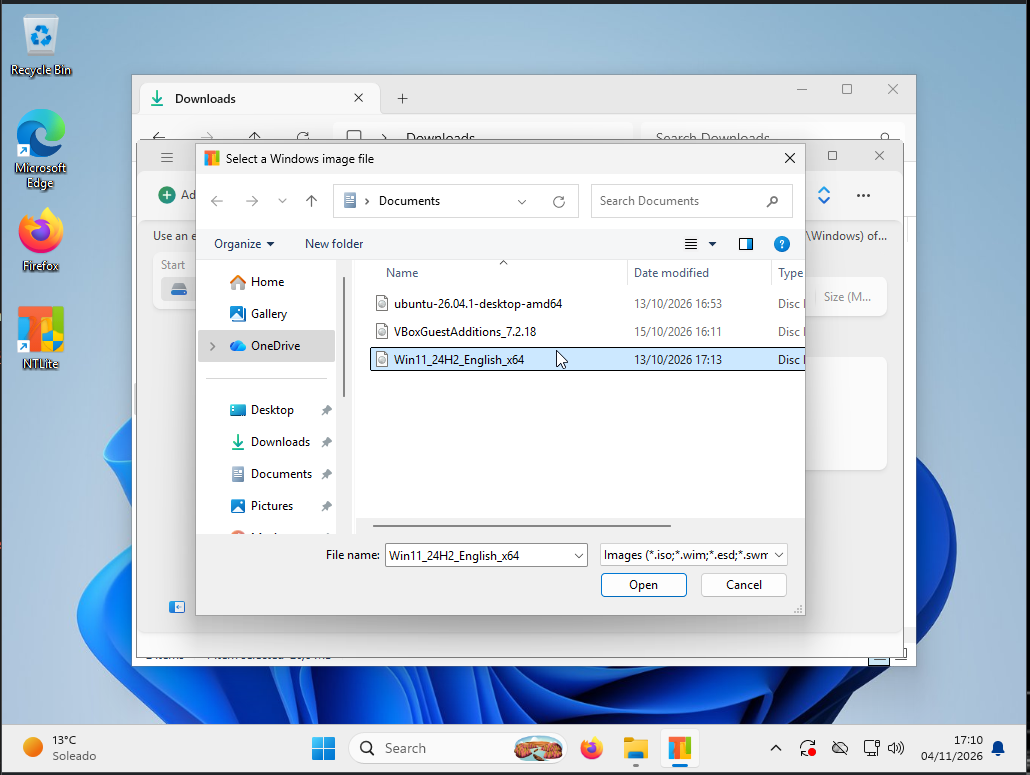 Recycle Bin
Microsoft
Edge
Firefox
NTLite
Downloads
Downloads
Search Downloads
Select a Windows image file
Documents
Search Documents
Organize
New folder
Use an e
\Windows) of...
Start
Size (M...
Home
Gallery
OneDrive
Desktop
Downloads
Documents
Pictures
Name
Date modified
Type
ubuntu-26.04.1-desktop-amd64
13/10/2026 16:53
Disc
VBoxGuestAdditions_7.2.18
15/10/2026 16:11
Disc
Win11_24H2_English_x64
13/10/2026 17:13
Disc
File name:
Win11_24H2_English_x64
Images (*.iso;*.wim;*.esd;*.swm
Open
Cancel
13°C
Soleado
Search
17:10
04/11/2026